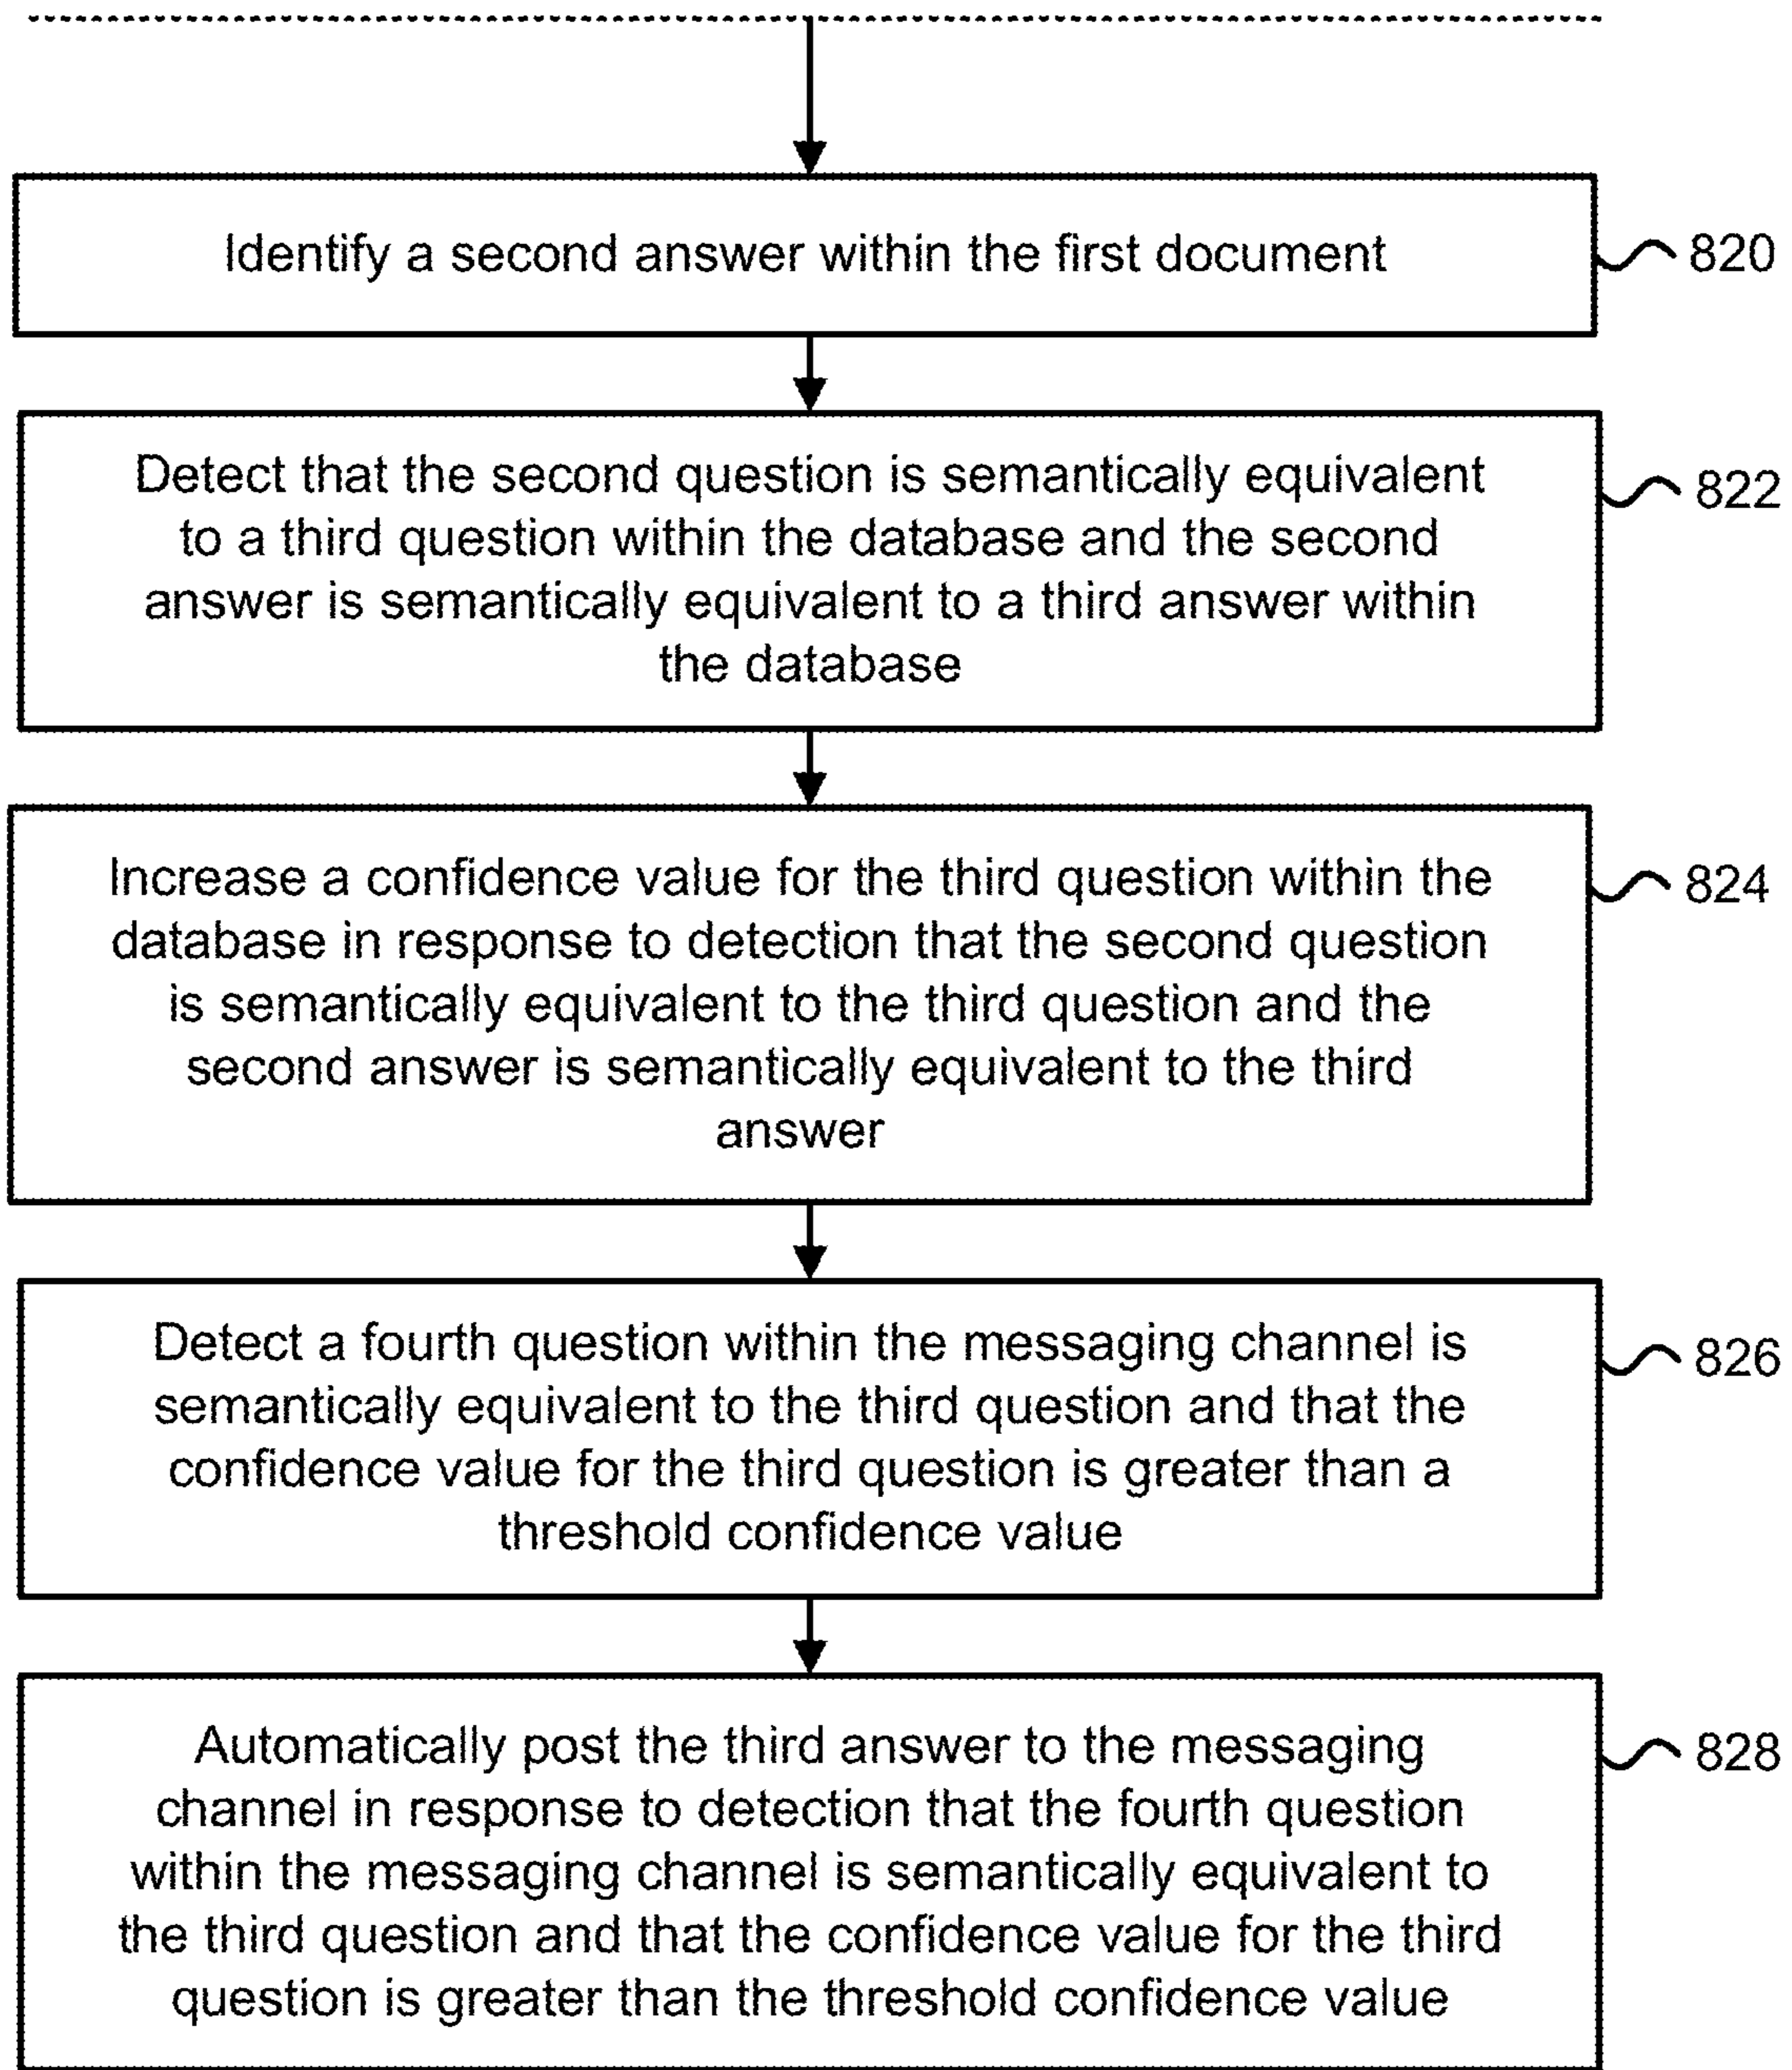 Identify a second answer within the first document
820
Detect that the second question is semantically equivalent
to a third question within the database and the second
answer is semantically equivalent to a third answer within
the database
822
Increase a confidence value for the third question within the
database in response to detection that the second question
is semantically equivalent to the third question and the
second answer is semantically equivalent to the third
answer
824
Detect a fourth question within the messaging channel is
semantically equivalent to the third question and that the
confidence value for the third question is greater than a
threshold confidence value
826
Automatically post the third answer to the messaging
channel in response to detection that the fourth question
within the messaging channel is semantically equivalent to
the third question and that the confidence value for the third
question is greater than the threshold confidence value
828